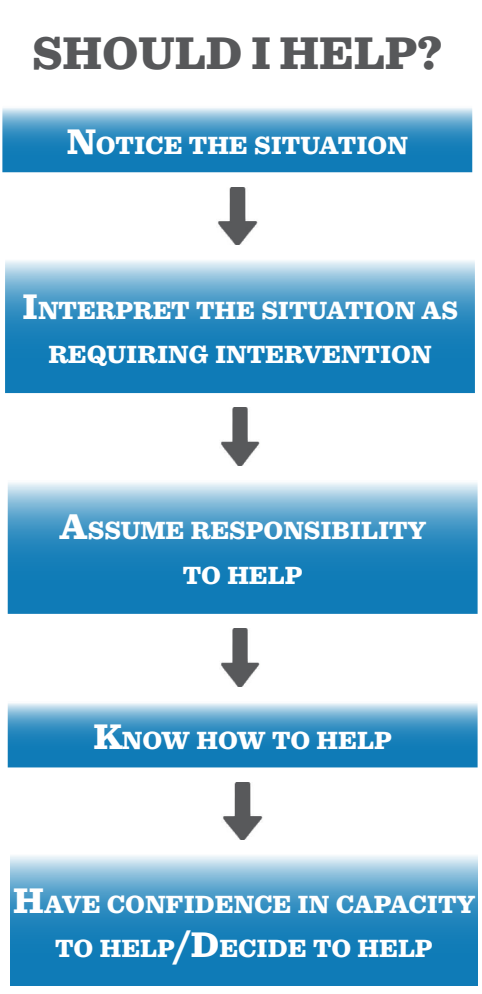 SHOULD I HELP?
NOTICE THE SITUATION
INTERPRET THE SITUATION AS
REQUIRING INTERVENTION
ASSUME RESPONSIBILITY
TO HELP
KNOW HOW TO HELP
HAVE CONFIDENCE IN CAPACITY
TO HELP/DECIDE TO HELP